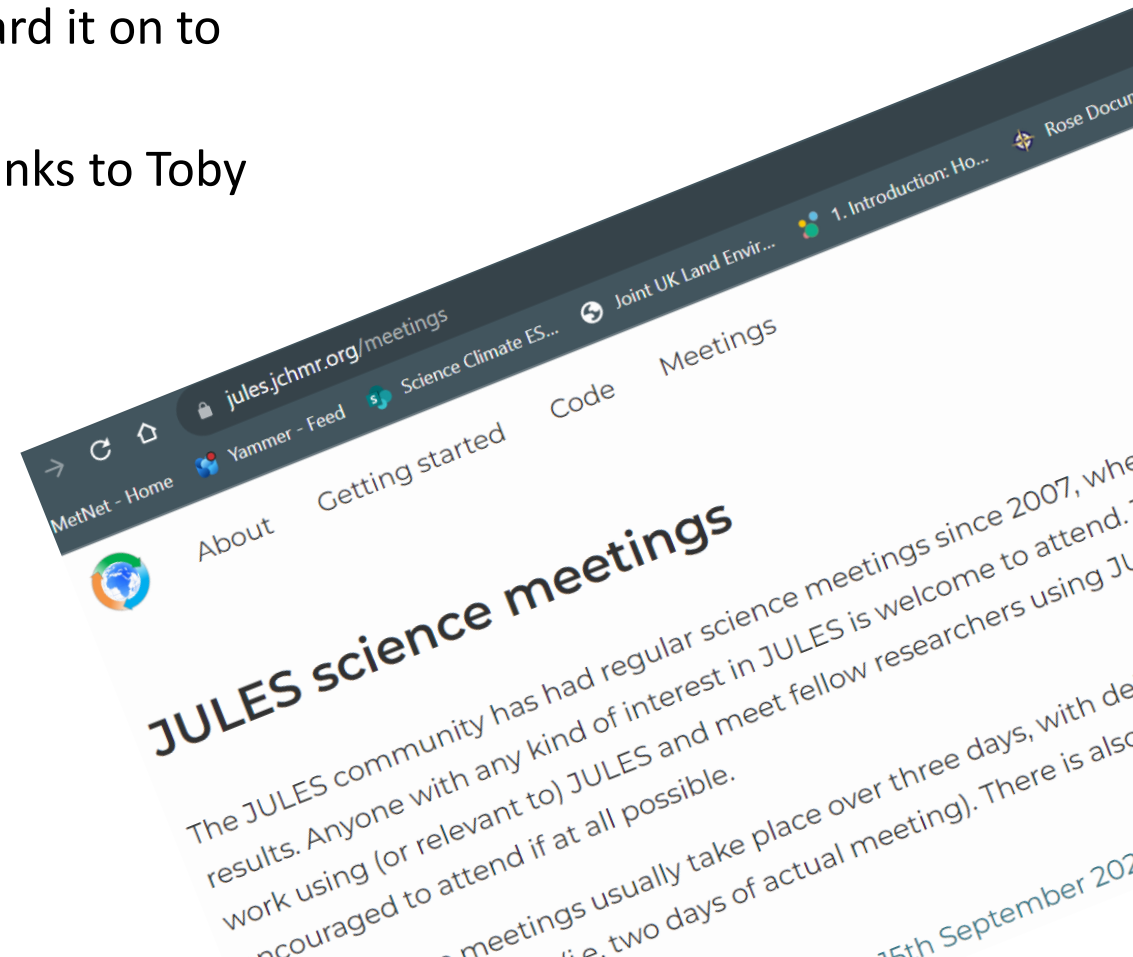 ard it on to
nks to Toby
jules.jchmr.org/meetings
MetNet - Home Yammer - Feed Science Climate ES... Joint UK Land Envir... 1. Introduction: Ho... Rose Docum
About Getting started Code Meetings
JULES science meetings
The JULES community has had regular science meetings since 2007, whe
results. Anyone with any kind of interest in JULES is welcome to attend.
work using (or relevant to) JULES and meet fellow researchers using JU
ncouraged to attend if at all possible.
meetings usually take place over three days, with de
(i.e. two days of actual meeting). There is also
15th September 202